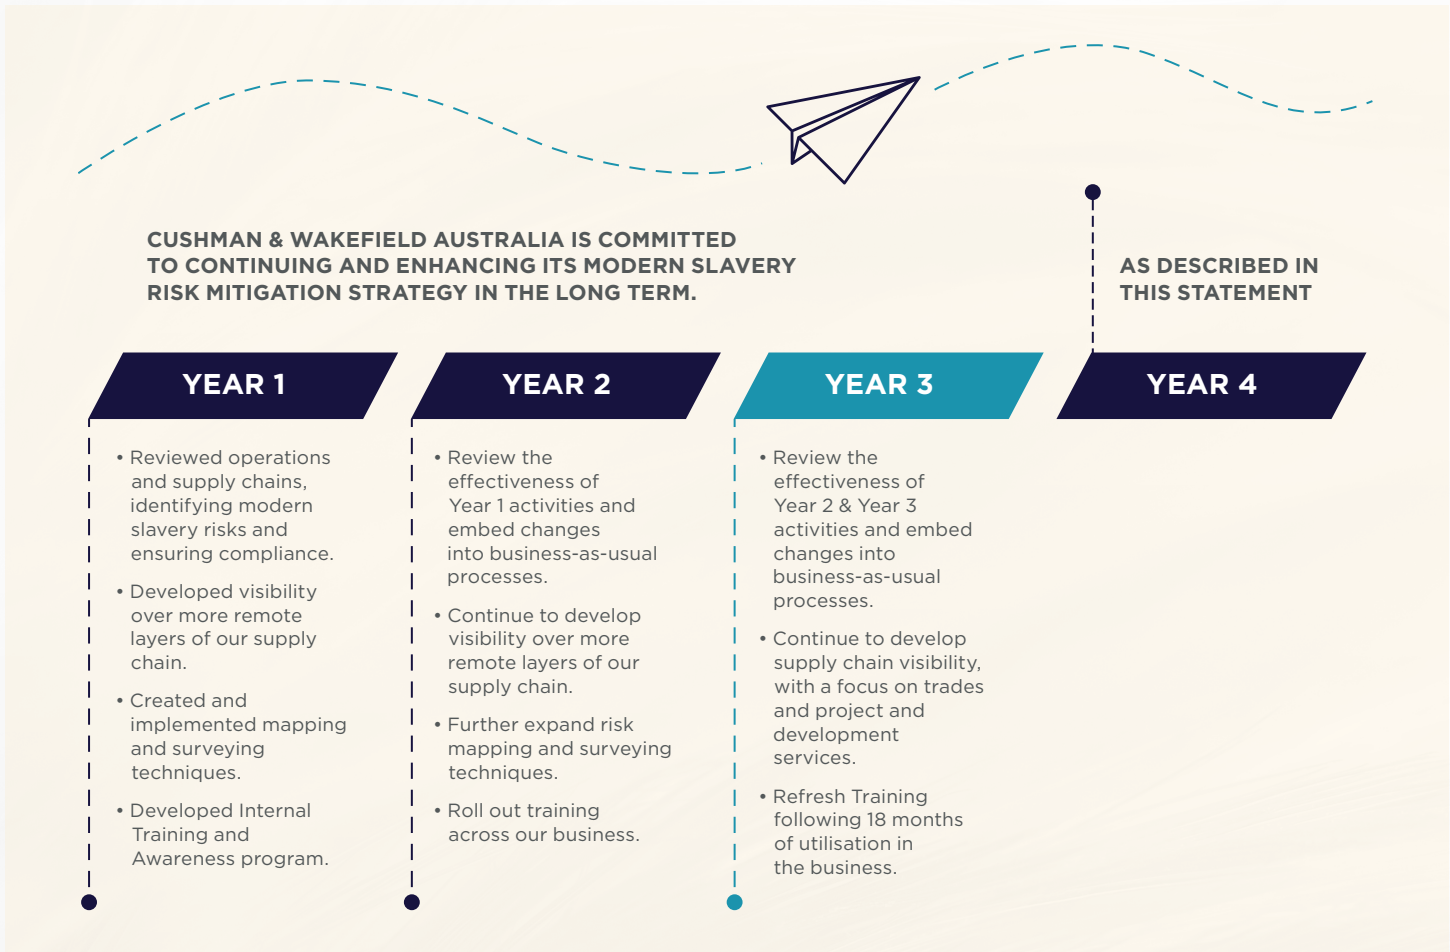 CUSHMAN & WAKEFIELD AUSTRALIA IS COMMITTED
TO CONTINUING AND ENHANCING ITS MODERN SLAVERY
RISK MITIGATION STRATEGY IN THE LONG TERM.
AS DESCRIBED IN
THIS STATEMENT
YEAR 1
• Reviewed operations
and supply chains,
identifying modern
slavery risks and
ensuring compliance.
• Developed visibility
over more remote
layers of our supply
chain.
• Created and
implemented mapping
and surveying
techniques.
• Developed Internal
Training and
Awareness program.
YEAR 2
• Review the
effectiveness of
Year 1 activities and
embed changes
into business-as-usual
processes.
• Continue to develop
visibility over more
remote layers of our
supply chain.
• Further expand risk
mapping and surveying
techniques.
• Roll out training
across our business.
YEAR 3
• Review the
effectiveness of
Year 2 & Year 3
activities and embed
changes into
business-as-usual
processes.
• Continue to develop
supply chain visibility,
with a focus on trades
and project and
development
services.
• Refresh Training
following 18 months
of utilisation in
the business.
YEAR 4